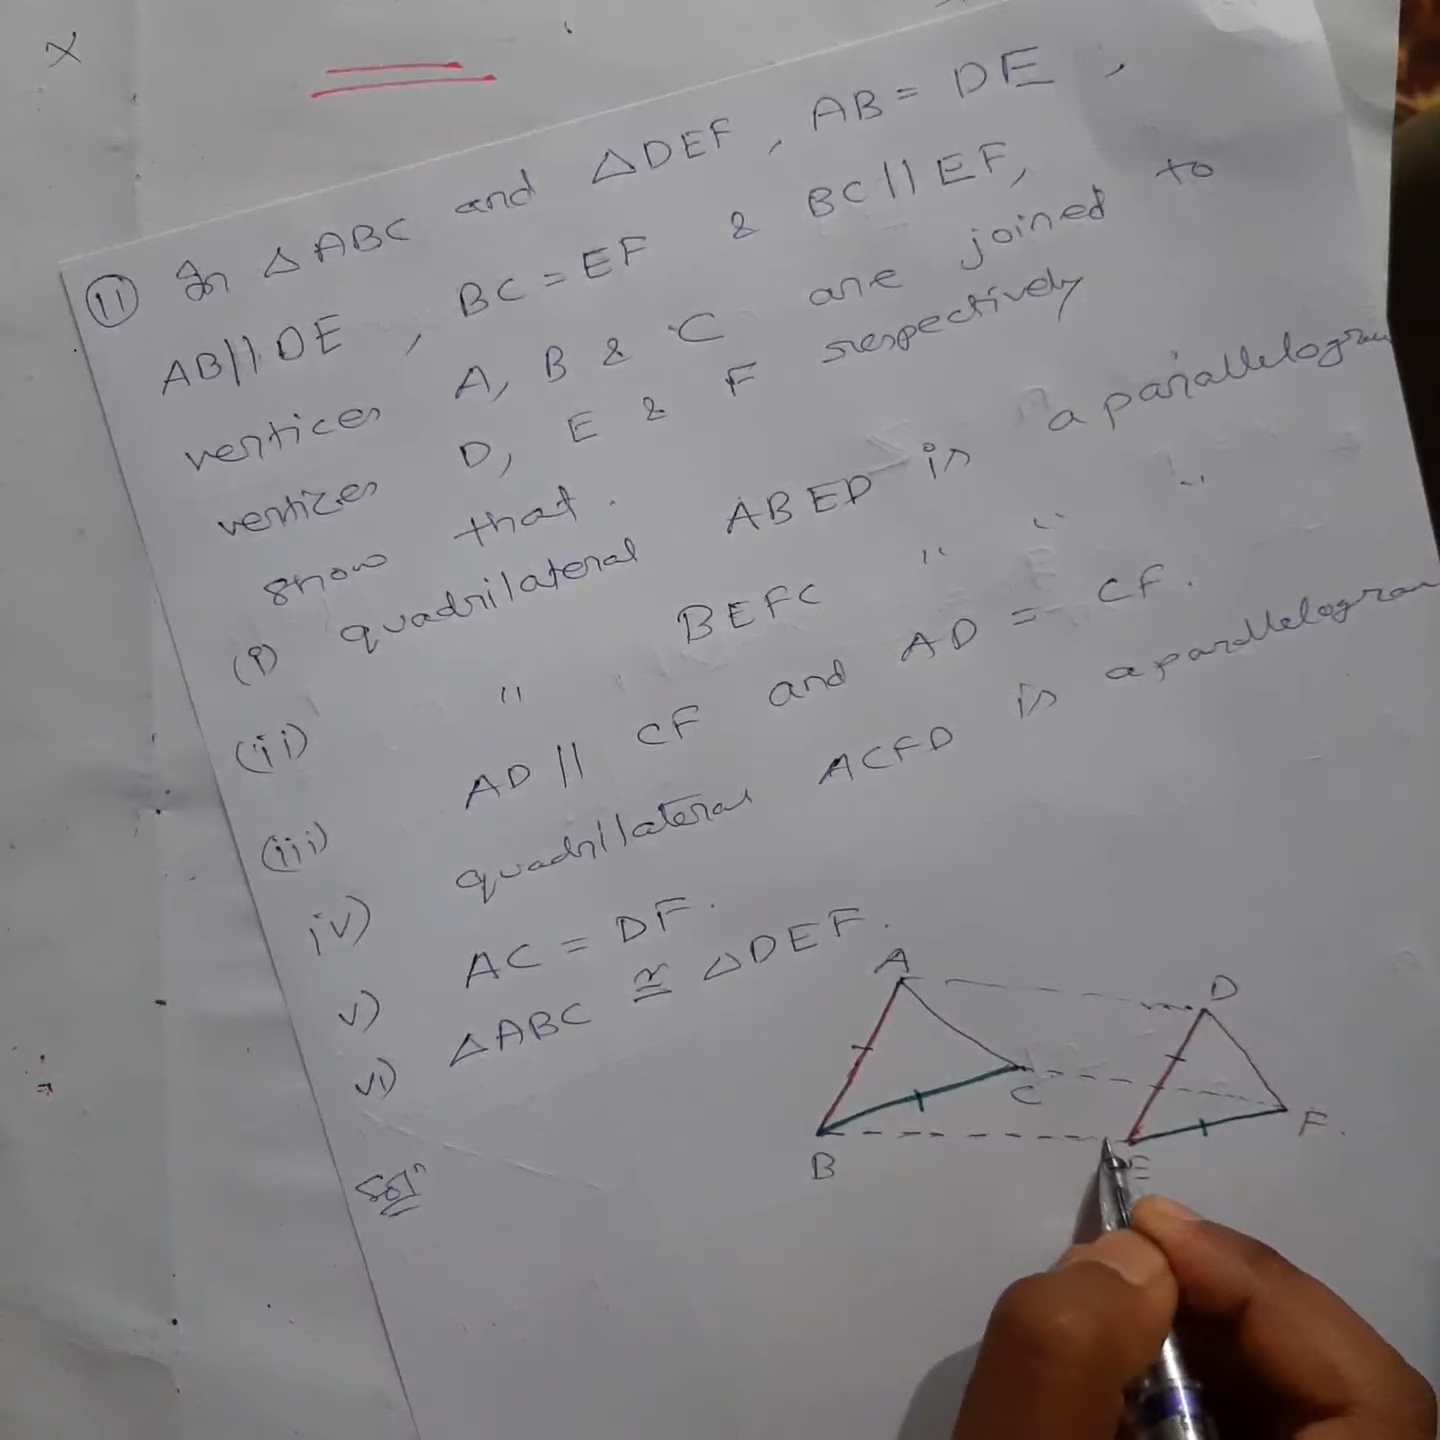 X
(11) In △ABC and △DEF, AB = DE,
AB||DE, BC = EF & BC||EF,
vertices A, B & C are joined to
vertices D, E & F respectively
show that.
(i) quadrilateral ABED is a parallelogram
(ii) " BEFC " " "
(iii) AD || CF and AD = CF.
iv) quadrilateral ACFD is a parallelogram
v) AC = DF.
vi) △ABC ≅ △DEF.
Solⁿ
A
D
C
F.
B
E